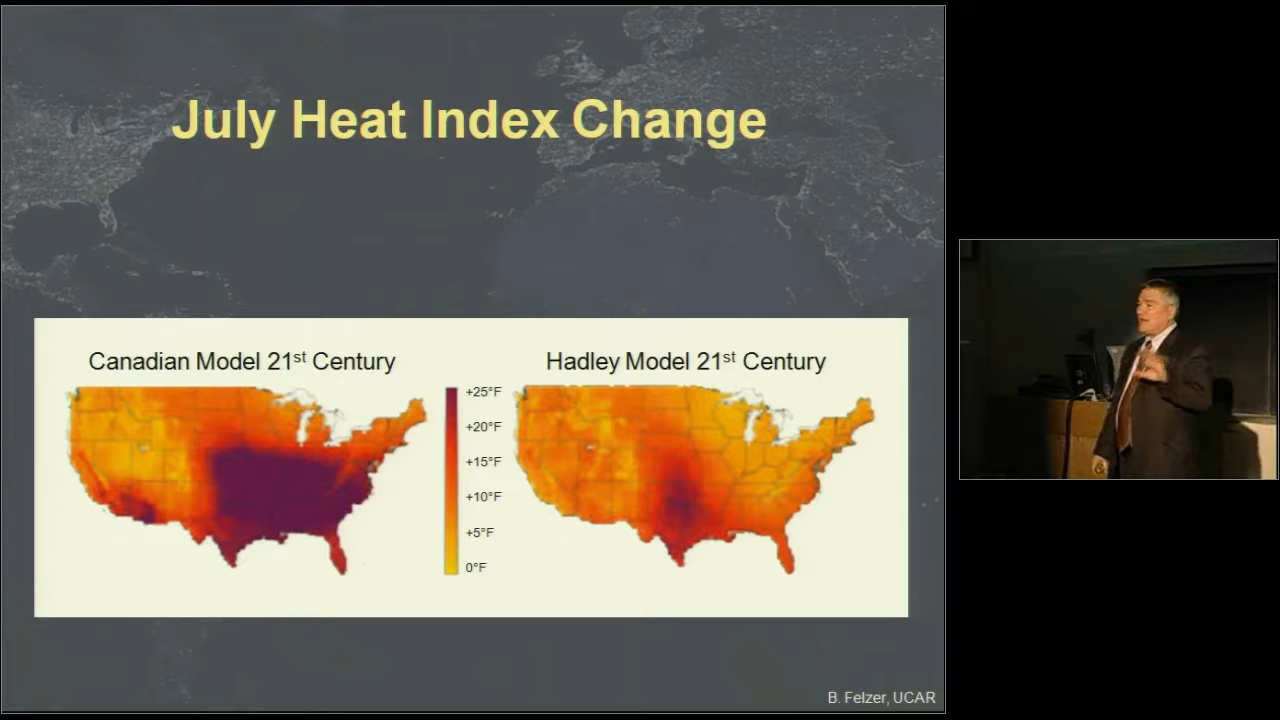 July Heat Index Change
Canadian Model 21st Century
Hadley Model 21st Century
+25°F
+20°F
+15°F
+10°F
+5°F
0°F
B. Felzer, UCAR